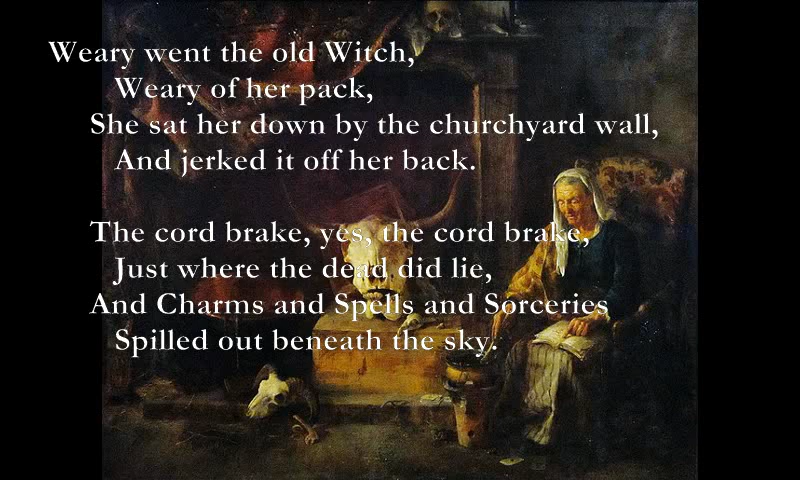 Weary went the old Witch,
Weary of her pack,
She sat her down by the churchyard wall,
And jerked it off her back.
The cord brake, yes, the cord brake,
Just where the dead did lie,
And Charms and Spells and Sorceries
Spilled out beneath the sky.